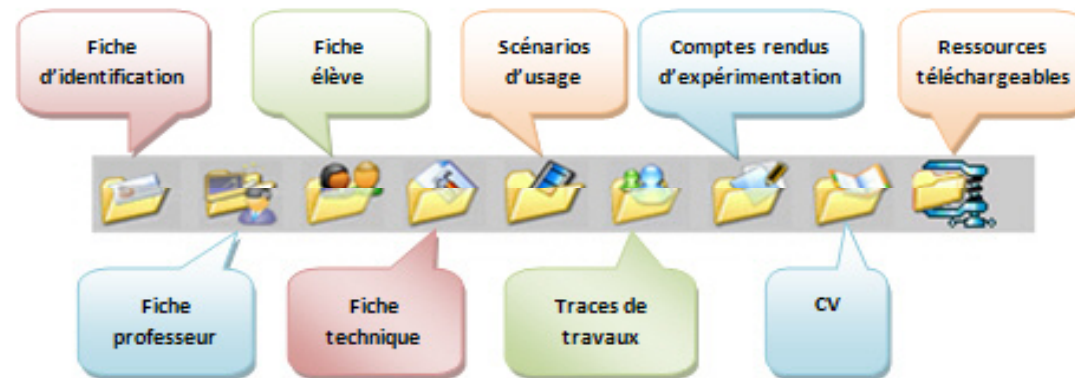 Fiche
d'identification
Fiche
élève
Scénarios
d'usage
Comptes rendus
d'expérimentation
Ressources
téléchargeables
Fiche
professeur
Fiche
technique
Traces de
travaux
CV